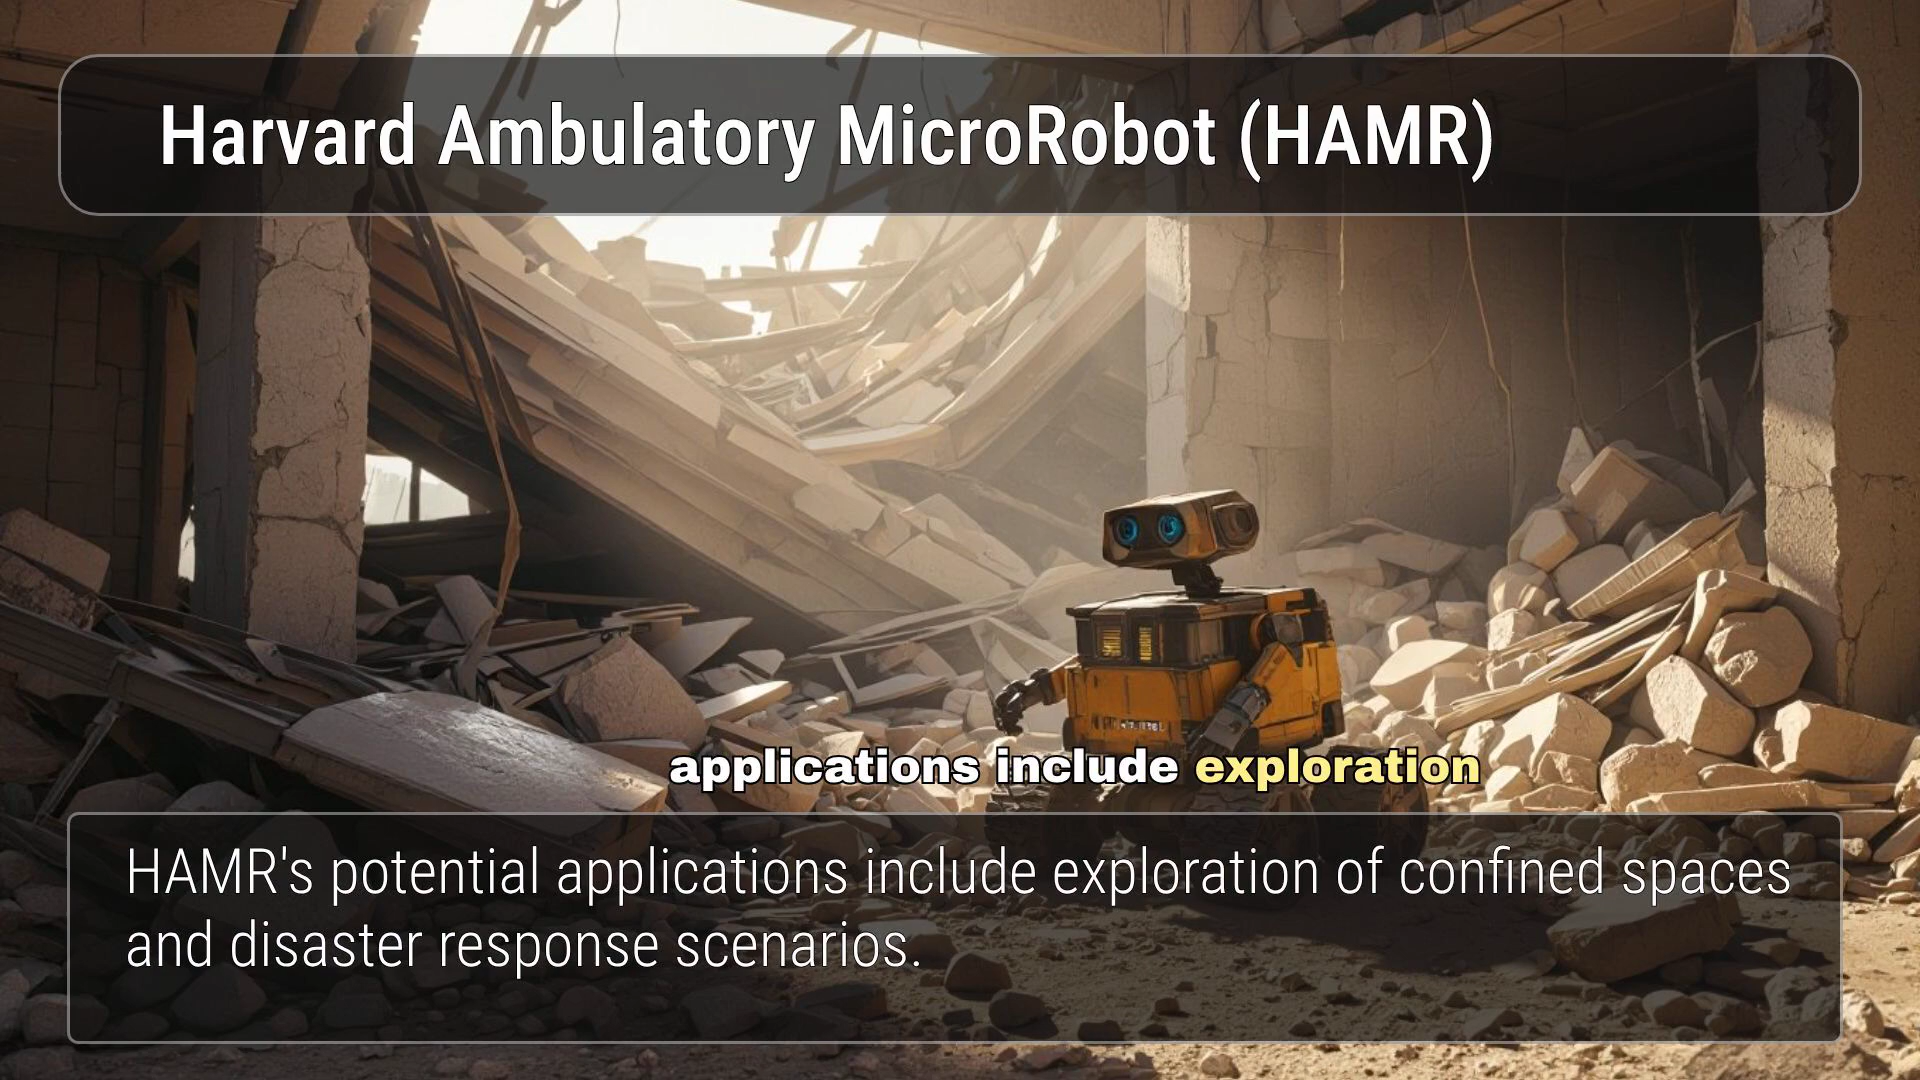 Harvard Ambulatory MicroRobot (HAMR)
applications include exploration
HAMR's potential applications include exploration of confined spaces
and disaster response scenarios.